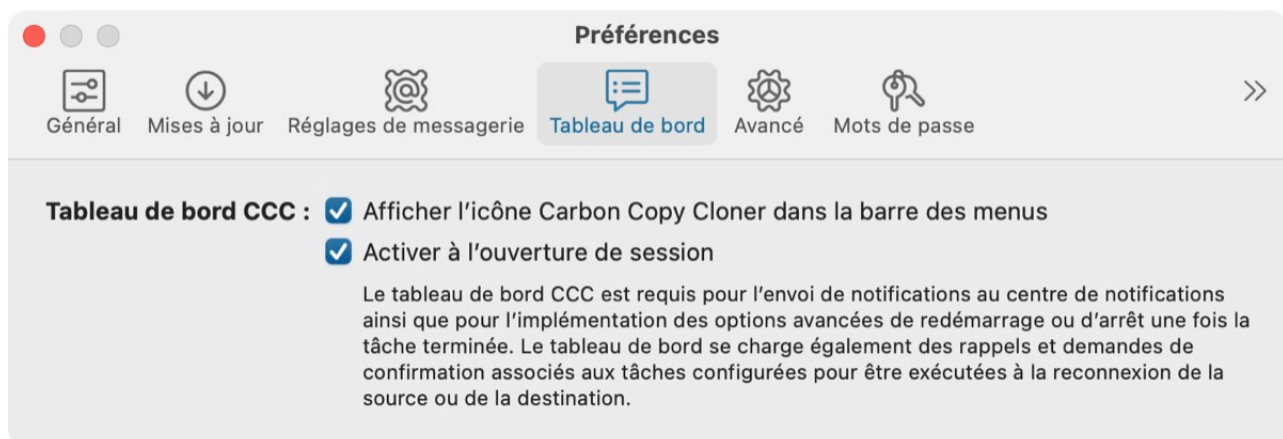 Préférences
Général Mises à jour Réglages de messagerie Tableau de bord Avancé Mots de passe
Tableau de bord CCC : Afficher l'icône Carbon Copy Cloner dans la barre des menus
Activer à l'ouverture de session
Le tableau de bord CCC est requis pour l'envoi de notifications au centre de notifications
ainsi que pour l'implémentation des options avancées de redémarrage ou d'arrêt une fois la
tâche terminée. Le tableau de bord se charge également des rappels et demandes de
confirmation associés aux tâches configurées pour être exécutées à la reconnexion de la
source ou de la destination.